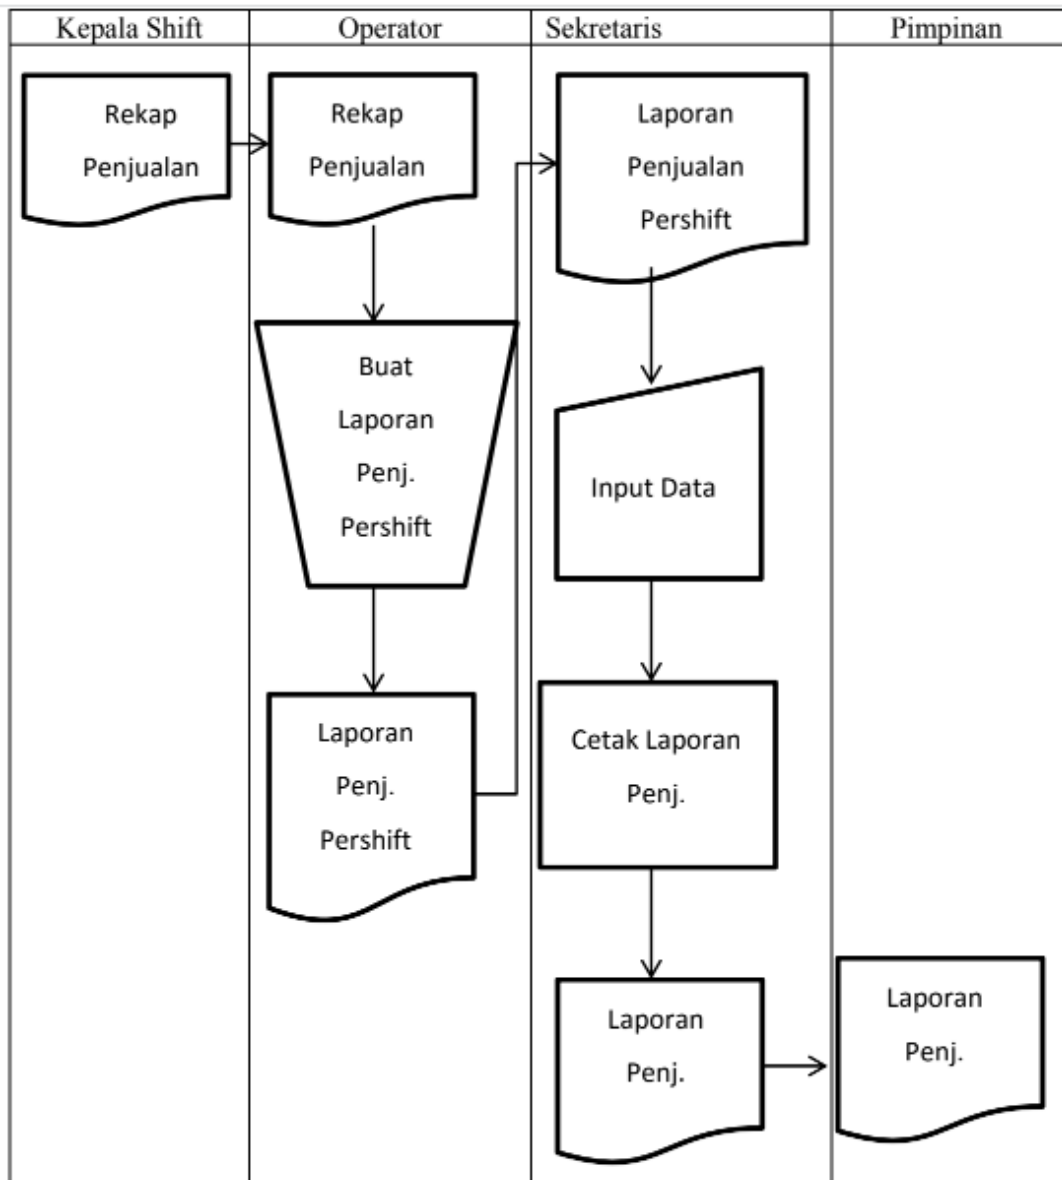 Kepala Shift
Operator
Sekretaris
Pimpinan
Rekap
Penjualan
Rekap
Penjualan
Buat
Laporan
Penj.
Pershift
Laporan
Penj.
Pershift
Laporan
Penjualan
Pershift
Input Data
Cetak Laporan
Penj.
Laporan
Penj.
Laporan
Penj.